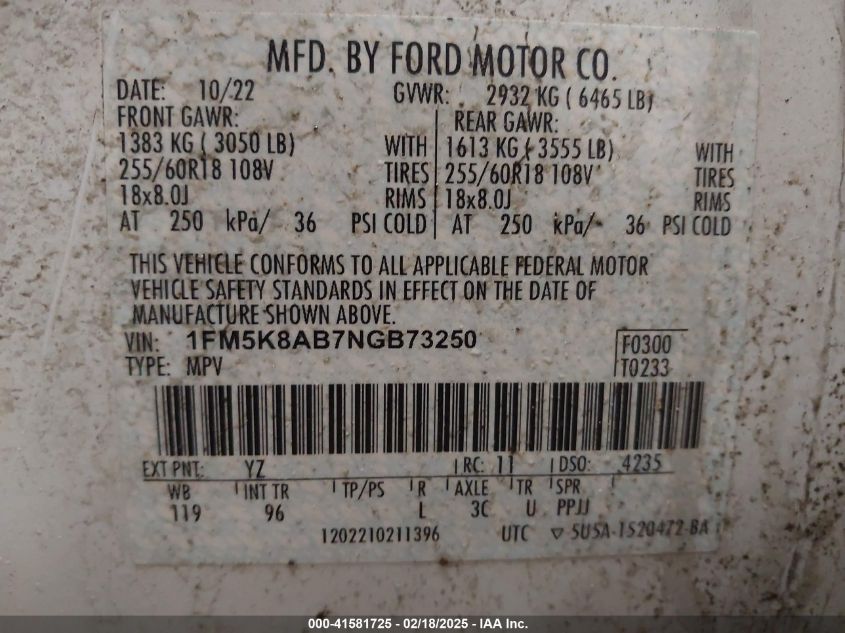 MFD. BY FORD MOTOR CO.
DATE: 10/22 GVWR: 2932 KG ( 6465 LB)
FRONT GAWR: REAR GAWR:
1383 KG ( 3050 LB) WITH 1613 KG ( 3555 LB) WITH
255/60R18 108V TIRES 255/60R18 108V TIRES
18x8.0J RIMS 18x8.0J RIMS
AT 250 kPa/ 36 PSI COLD AT 250 kPa/ 36 PSI COLD
THIS VEHICLE CONFORMS TO ALL APPLICABLE FEDERAL MOTOR
VEHICLE SAFETY STANDARDS IN EFFECT ON THE DATE OF
MANUFACTURE SHOWN ABOVE.
VIN: 1FM5K8AB7NGB73250 F0300
TYPE: MPV T0233
EXT PNT: YZ RC: 11 DSO: 4235
WB INT TR TP/PS R AXLE TR SPR
119 96 L 3C U PPJJ
1202210211396 UTC ▽ 5U5A-1520472-BA
000-41581725 - 02/18/2025 - IAA Inc.